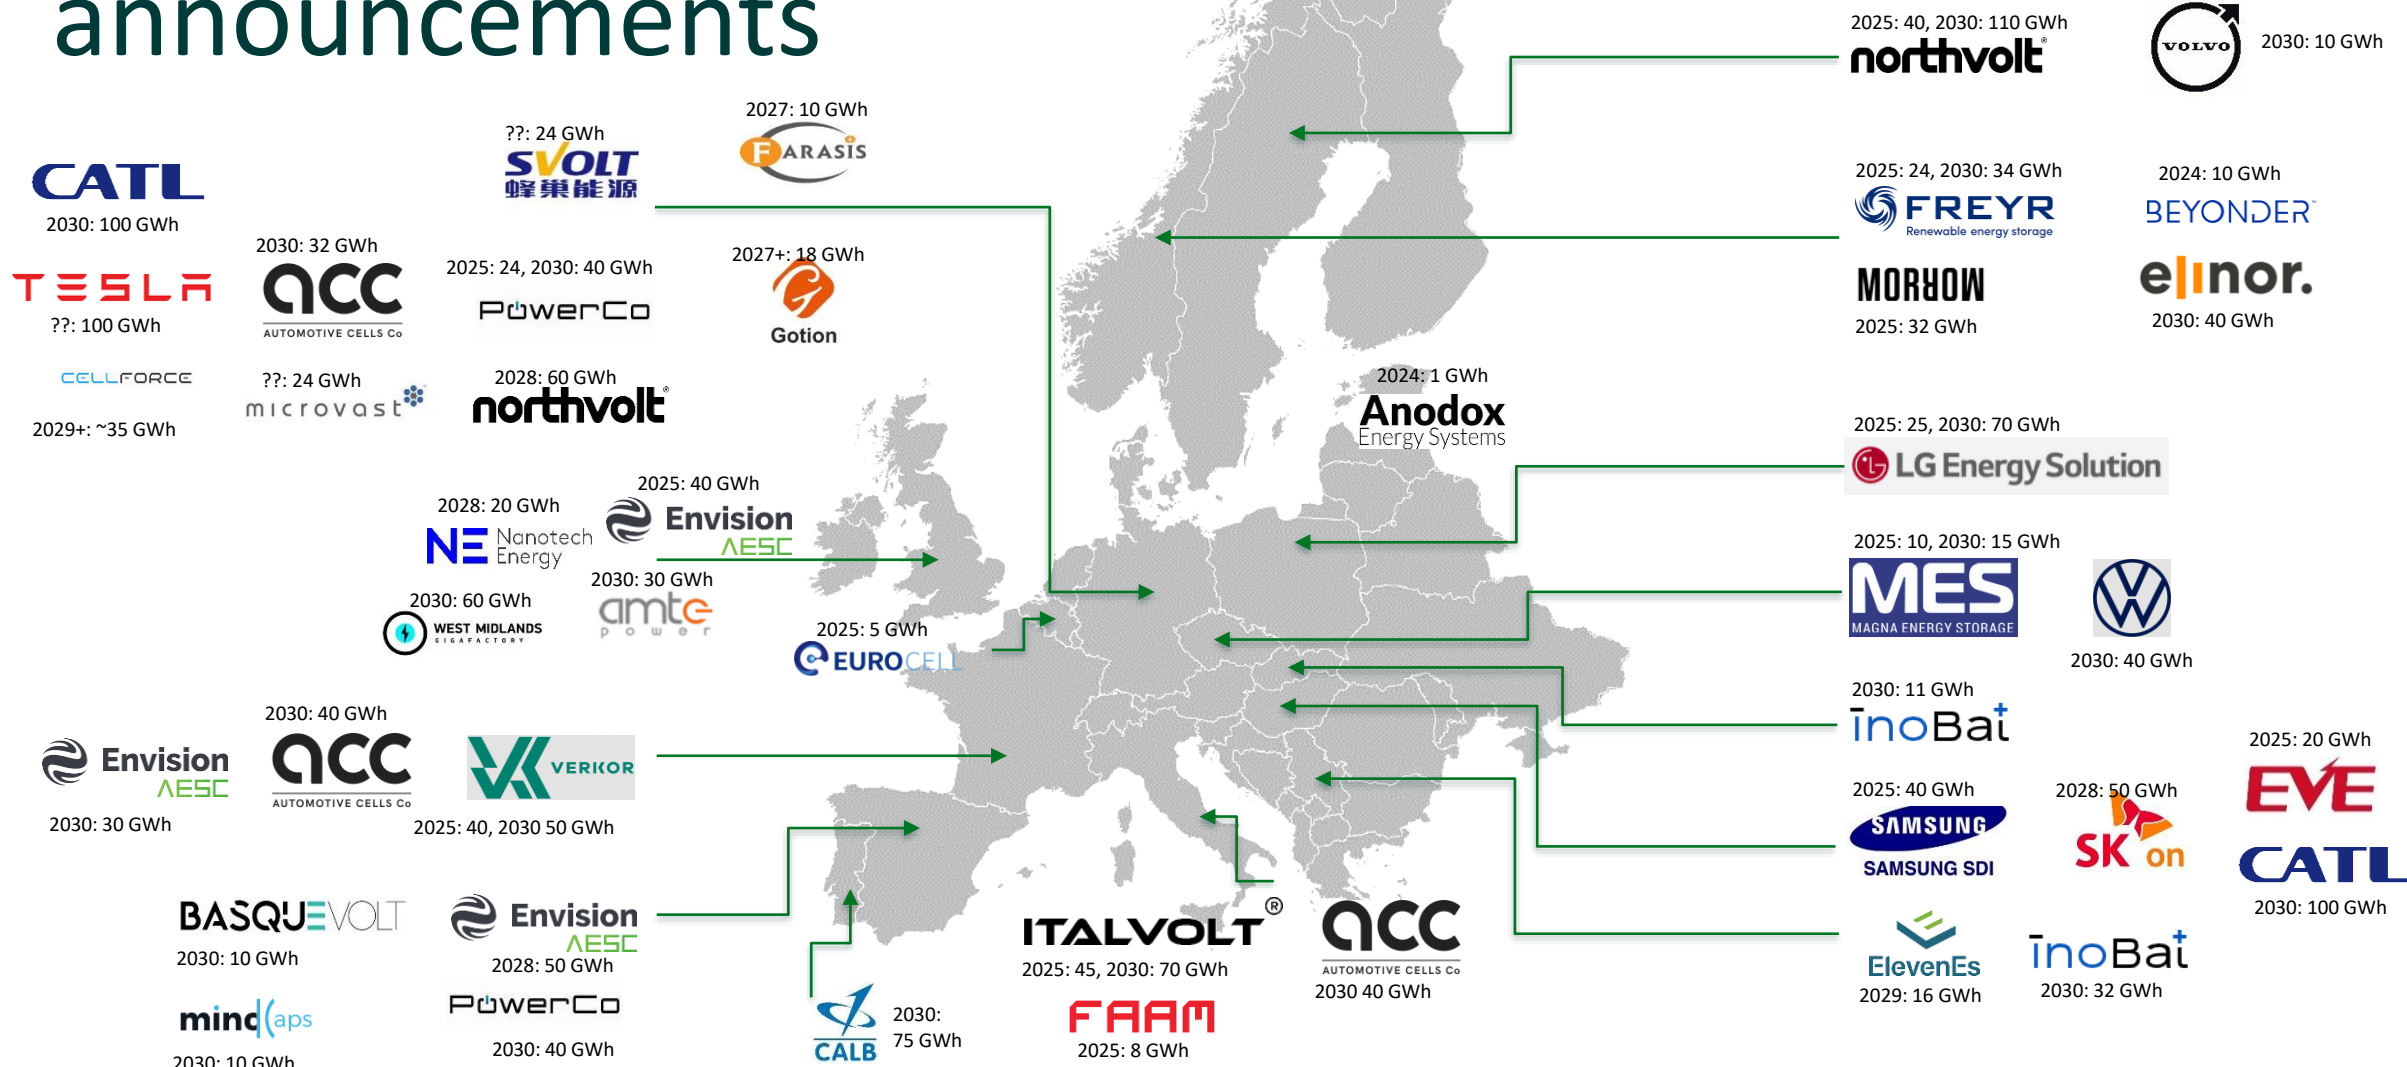 announcements
2025: 40, 2030: 110 GWh
northvolt
VOLVO
2030: 10 GWh
2027: 10 GWh
FARASIS
??: 24 GWh
SVOLT
蜂巢能源
CATL
2030: 100 GWh
2025: 24, 2030: 34 GWh
FREYR
Renewable energy storage
2024: 10 GWh
BEYONDER
2030: 32 GWh
acc
AUTOMOTIVE CELLS Co
2025: 24, 2030: 40 GWh
PowerCo
2027+: 18 GWh
Gotion
TESLA
??: 100 GWh
MORROW
2025: 32 GWh
elinor.
2030: 40 GWh
CELLFORCE
2029+: ~35 GWh
??: 24 GWh
microvast
2028: 60 GWh
northvolt
2024: 1 GWh
Anodox
Energy Systems
2025: 25, 2030: 70 GWh
LG Energy Solution
2028: 20 GWh
NE Nanotech
Energy
2025: 40 GWh
Envision
AESC
2030: 60 GWh
WEST MIDLANDS
GIGAFACTORY
2030: 30 GWh
amte
power
2025: 5 GWh
EUROCELL
2025: 10, 2030: 15 GWh
MES
MAGNA ENERGY STORAGE
VW
2030: 40 GWh
2030: 11 GWh
inoBat
Envision
AESC
2030: 30 GWh
2030: 40 GWh
acc
AUTOMOTIVE CELLS Co
VERKOR
2025: 40, 2030 50 GWh
2025: 40 GWh
SAMSUNG
SAMSUNG SDI
2028: 50 GWh
SK on
2025: 20 GWh
EVE
CATL
2030: 100 GWh
BASQUEVOLT
2030: 10 GWh
Envision
AESC
2028: 50 GWh
mindcaps
2030: 10 GWh
PowerCo
2030: 40 GWh
CALB
2030:
75 GWh
ITALVOLT®
2025: 45, 2030: 70 GWh
FAAM
2025: 8 GWh
acc
AUTOMOTIVE CELLS Co
2030 40 GWh
ElevenEs
2029: 16 GWh
inoBat
2030: 32 GWh